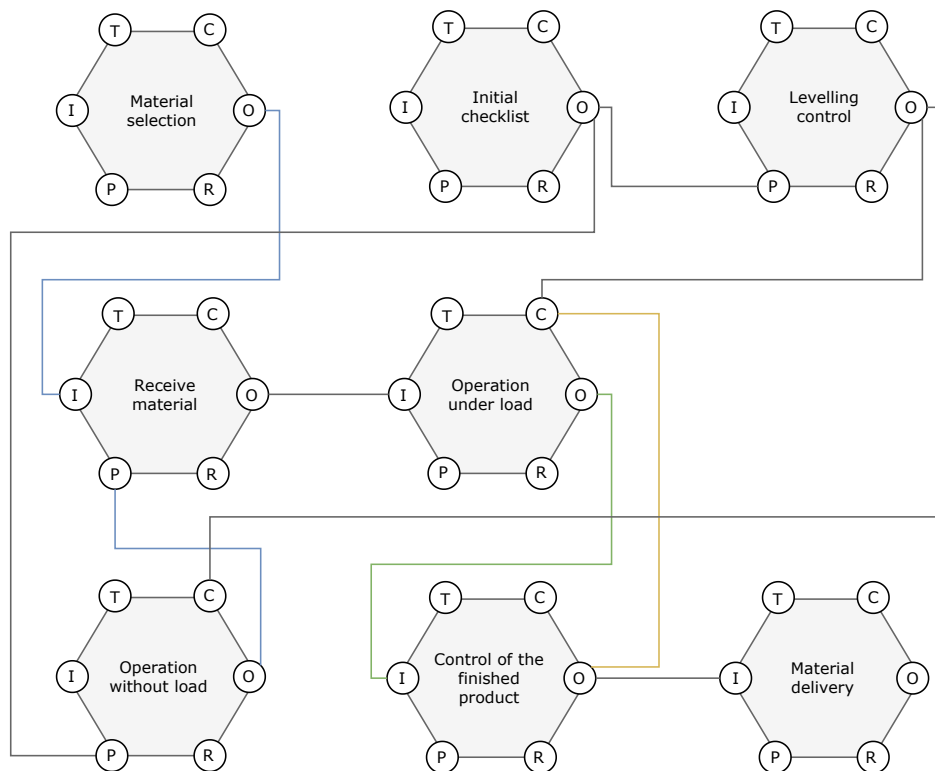 T
C
I
Material
selection
O
P
R
T
C
I
Initial
checklist
O
P
R
T
C
I
Levelling
control
O
P
R
T
C
I
Receive
material
O
P
R
T
C
I
Operation
under load
O
P
R
T
C
I
Operation
without load
O
P
R
T
C
I
Control of the
finished
product
O
P
R
T
C
I
Material
delivery
O
P
R